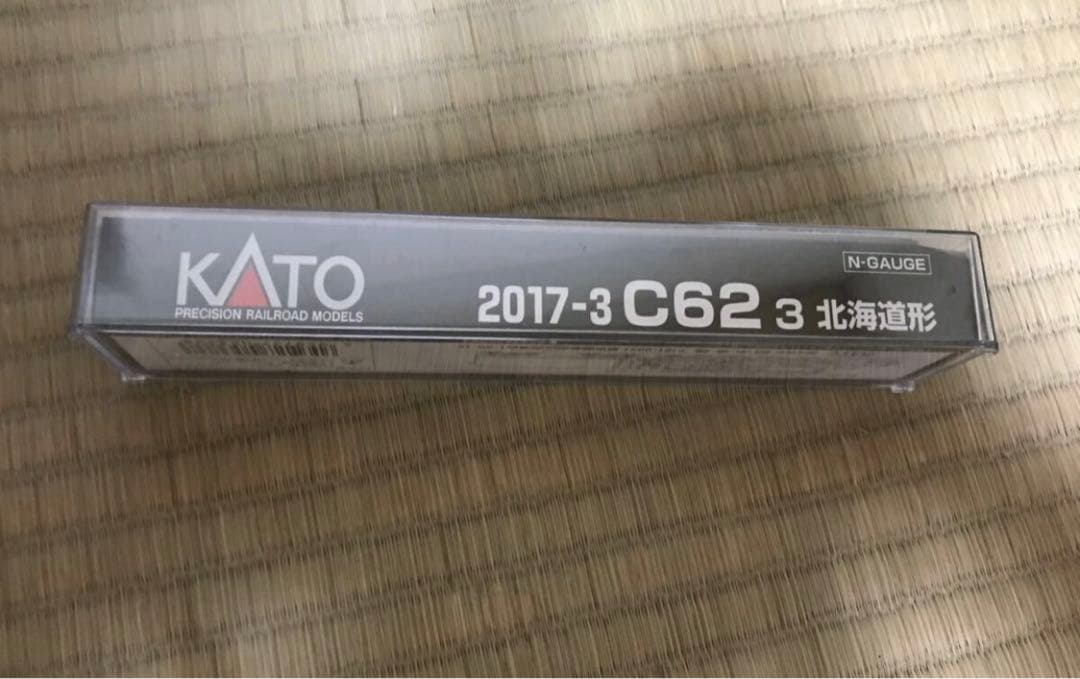 KATO
PRECISION RAILROAD MODELS
N-GAUGE
2017-3 C62 3 北海道形